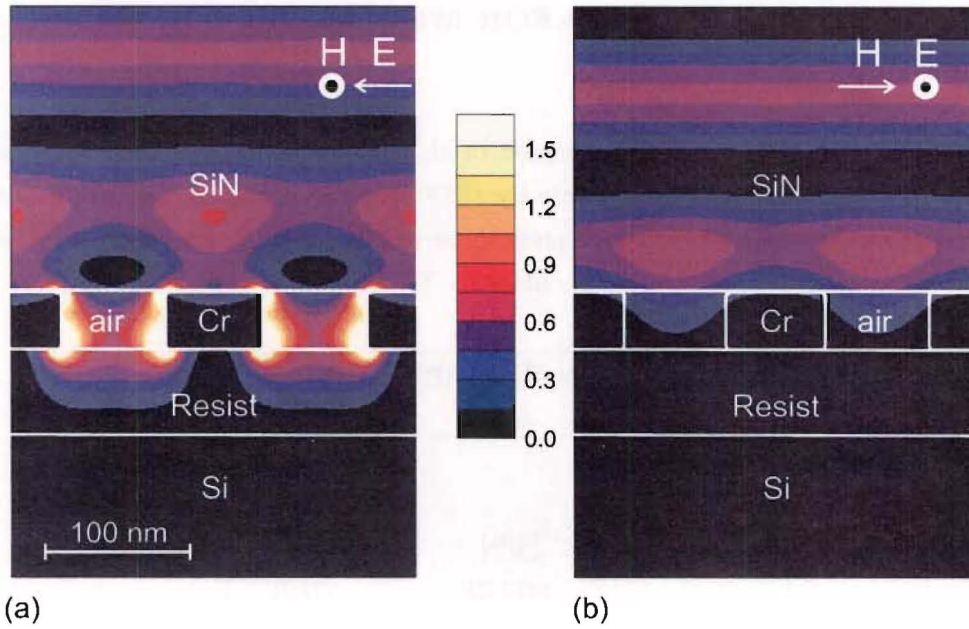 H E
SiN
air Cr
Resist
Si
100 nm
(a)
1.5
1.2
0.9
0.6
0.3
0.0
H E
SiN
Cr air
Resist
Si
(b)